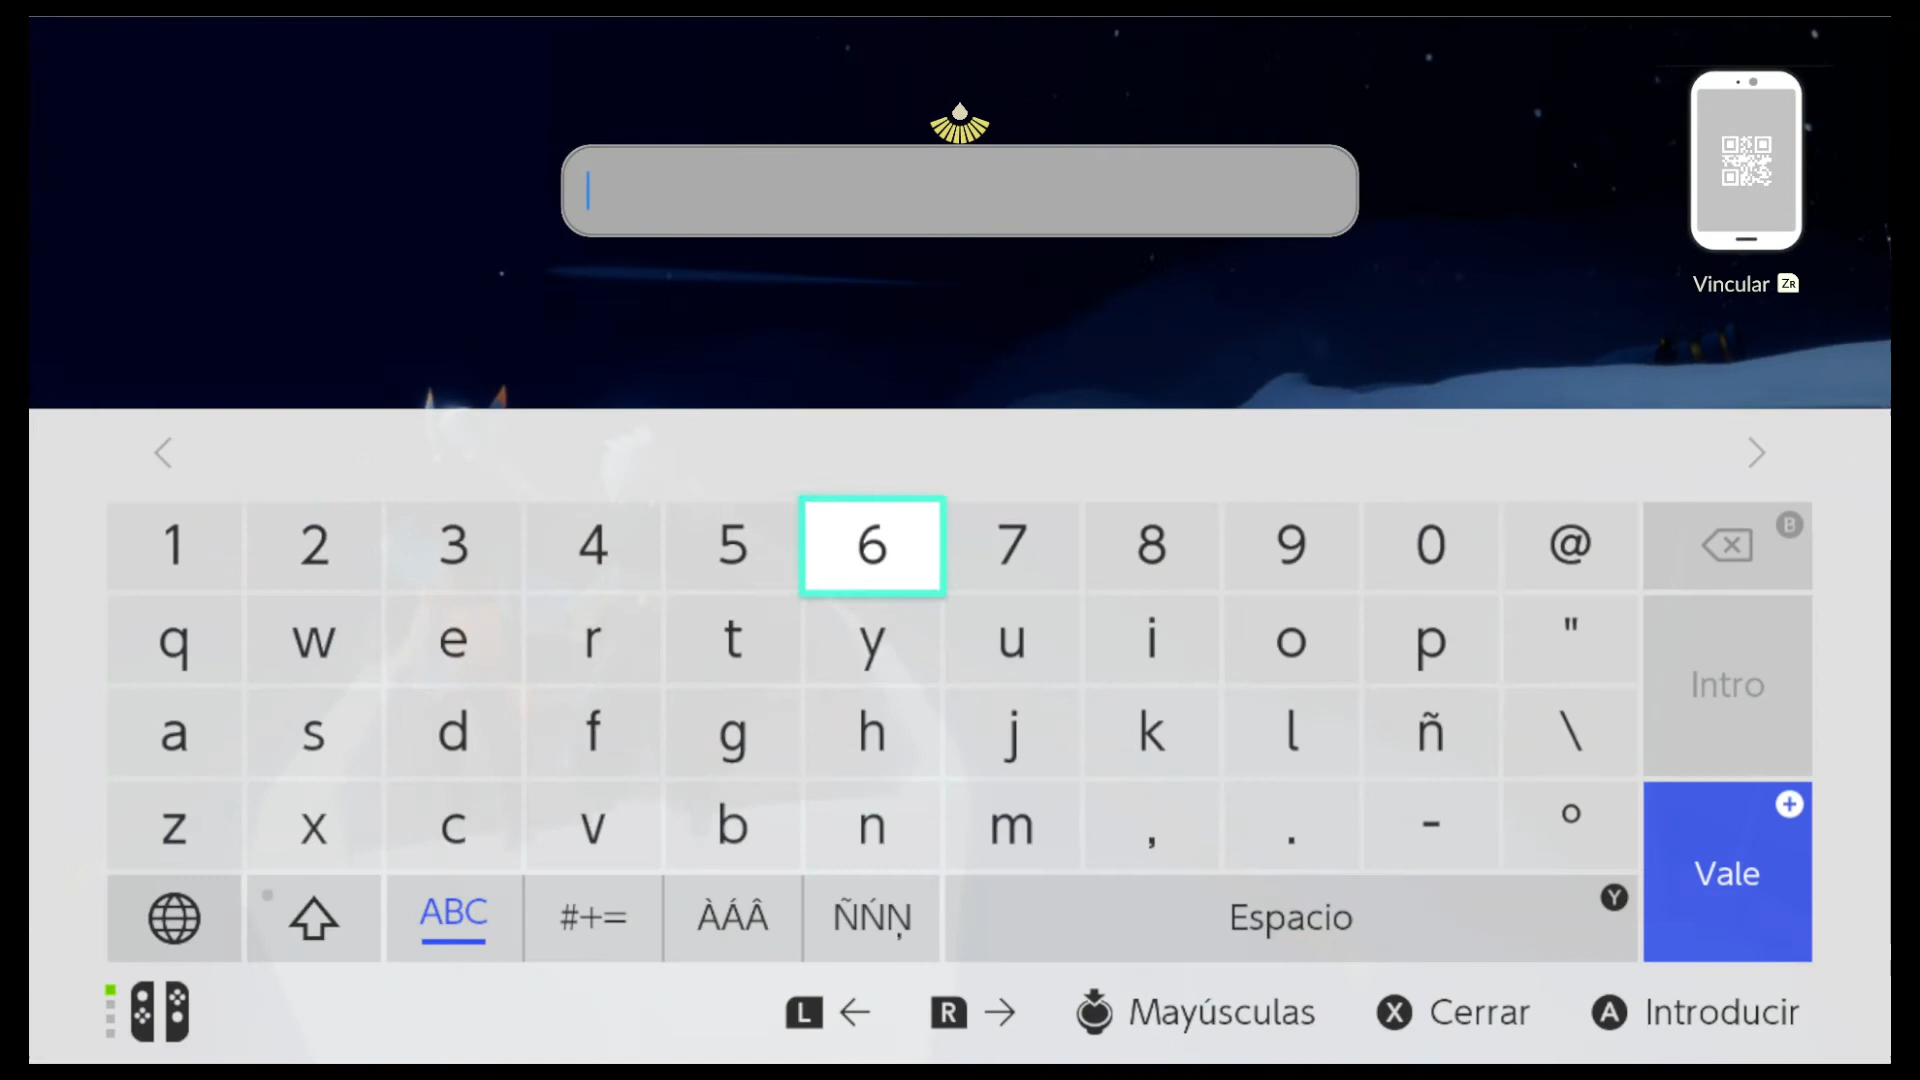 Vincular ZR
1 2 3 4 5 6 7 8 9 0 @ B
q w e r t y u i o p "
Intro
a s d f g h j k l ñ \
z x c v b n m , . - º +
Vale
ABC #+= ÀÁÂ ÑŃŅ Espacio Y
L ← R → Mayúsculas X Cerrar A Introducir